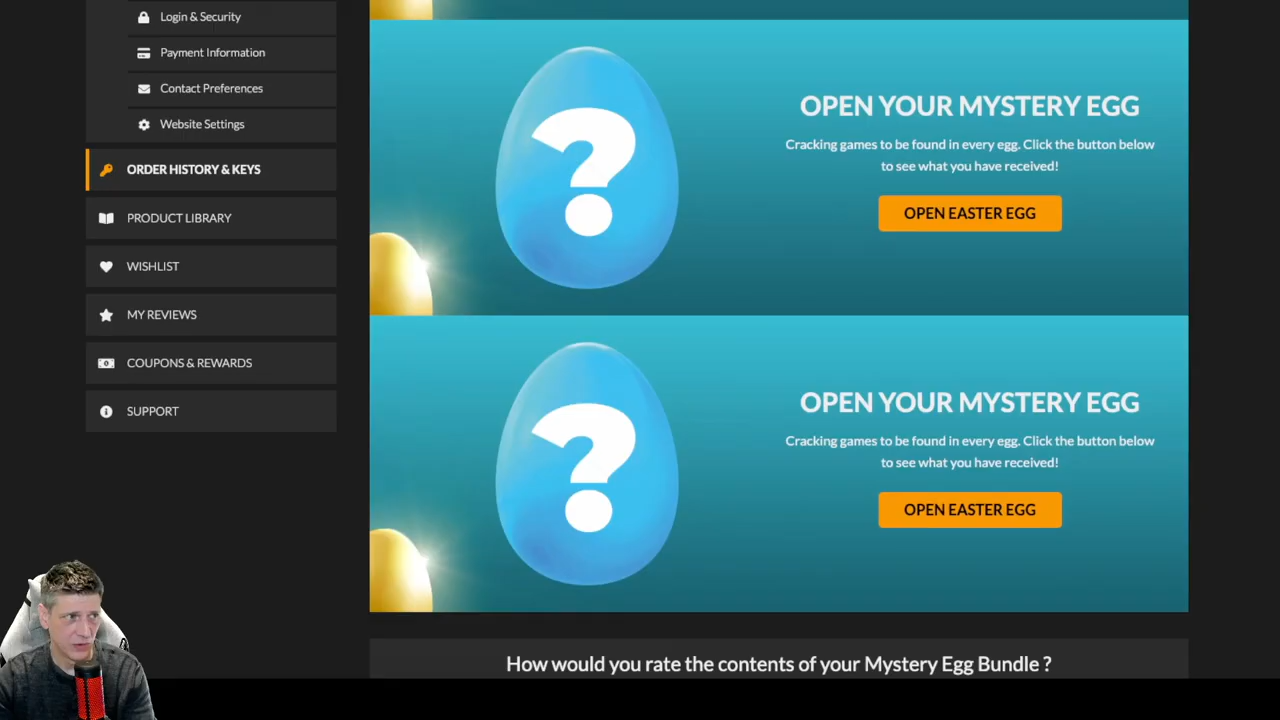 Login & Security
Payment Information
Contact Preferences
Website Settings
ORDER HISTORY & KEYS
PRODUCT LIBRARY
WISHLIST
MY REVIEWS
COUPONS & REWARDS
SUPPORT
?
OPEN YOUR MYSTERY EGG
Cracking games to be found in every egg. Click the button below
to see what you have received!
OPEN EASTER EGG
?
OPEN YOUR MYSTERY EGG
Cracking games to be found in every egg. Click the button below
to see what you have received!
OPEN EASTER EGG
How would you rate the contents of your Mystery Egg Bundle ?